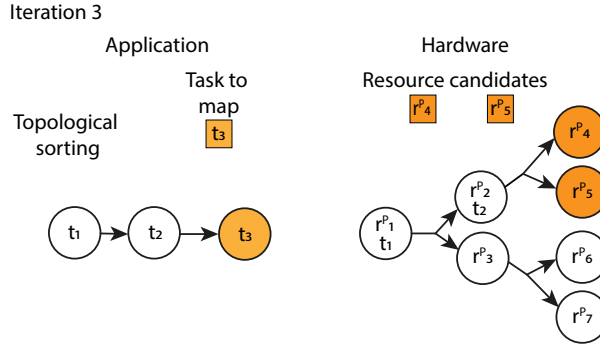 Iteration 3
Application
Hardware
Task to
map
t3
Resource candidates
rP4
rP5
Topological
sorting
t1
t2
t3
rP1
t1
rP2
t2
rP3
rP4
rP5
rP6
rP7